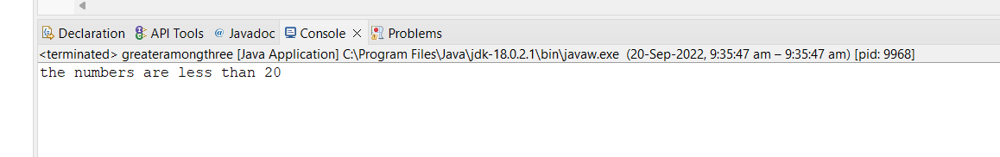 Declaration API Tools @ Javadoc Console Problems
<terminated> greateramongthree [Java Application] C:\Program Files\Java\jdk-18.0.2.1\bin\javaw.exe (20-Sep-2022, 9:35:47 am – 9:35:47 am) [pid: 9968]
the numbers are less than 20